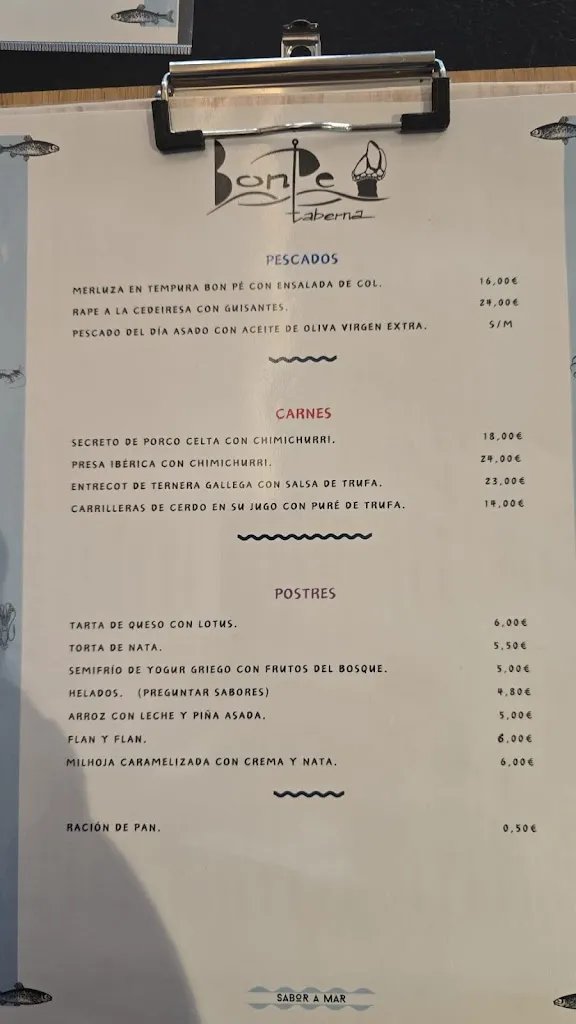 Bon Pe
taberna
PESCADOS
MERLUZA EN TEMPURA BON PÉ CON ENSALADA DE COL. 16,00€
RAPE A LA CEDEIRESA CON GUISANTES. 24,00€
PESCADO DEL DÍA ASADO CON ACEITE DE OLIVA VIRGEN EXTRA. S/M
CARNES
SECRETO DE PORCO CELTA CON CHIMICHURRI. 18,00€
PRESA IBÉRICA CON CHIMICHURRI. 24,00€
ENTRECOT DE TERNERA GALLEGA CON SALSA DE TRUFA. 23,00€
CARRILLERAS DE CERDO EN SU JUGO CON PURÉ DE TRUFA. 14,00€
POSTRES
TARTA DE QUESO CON LOTUS. 6,00€
TORTA DE NATA. 5,50€
SEMIFRÍO DE YOGUR GRIEGO CON FRUTOS DEL BOSQUE. 5,00€
HELADOS. (PREGUNTAR SABORES) 4,80€
ARROZ CON LECHE Y PIÑA ASADA. 5,00€
FLAN Y FLAN. 6,00€
MILHOJA CARAMELIZADA CON CREMA Y NATA. 6,00€
RACIÓN DE PAN. 0,50€
SABOR A MAR